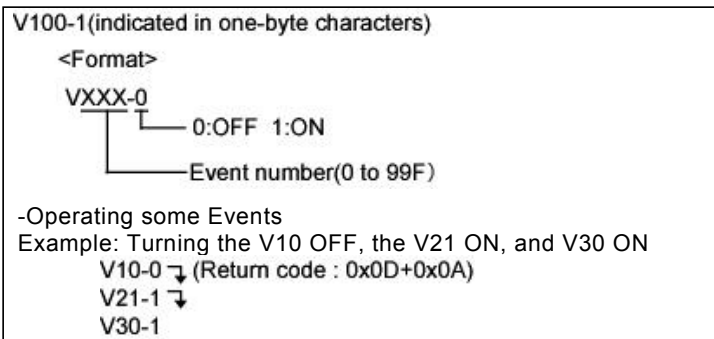 V100-1(indicated in one-byte characters)
<Format>
VXXX-0
0:OFF 1:ON
Event number(0 to 99F)
-Operating some Events
Example: Turning the V10 OFF, the V21 ON, and V30 ON
V10-0 (Return code : 0x0D+0x0A)
V21-1
V30-1